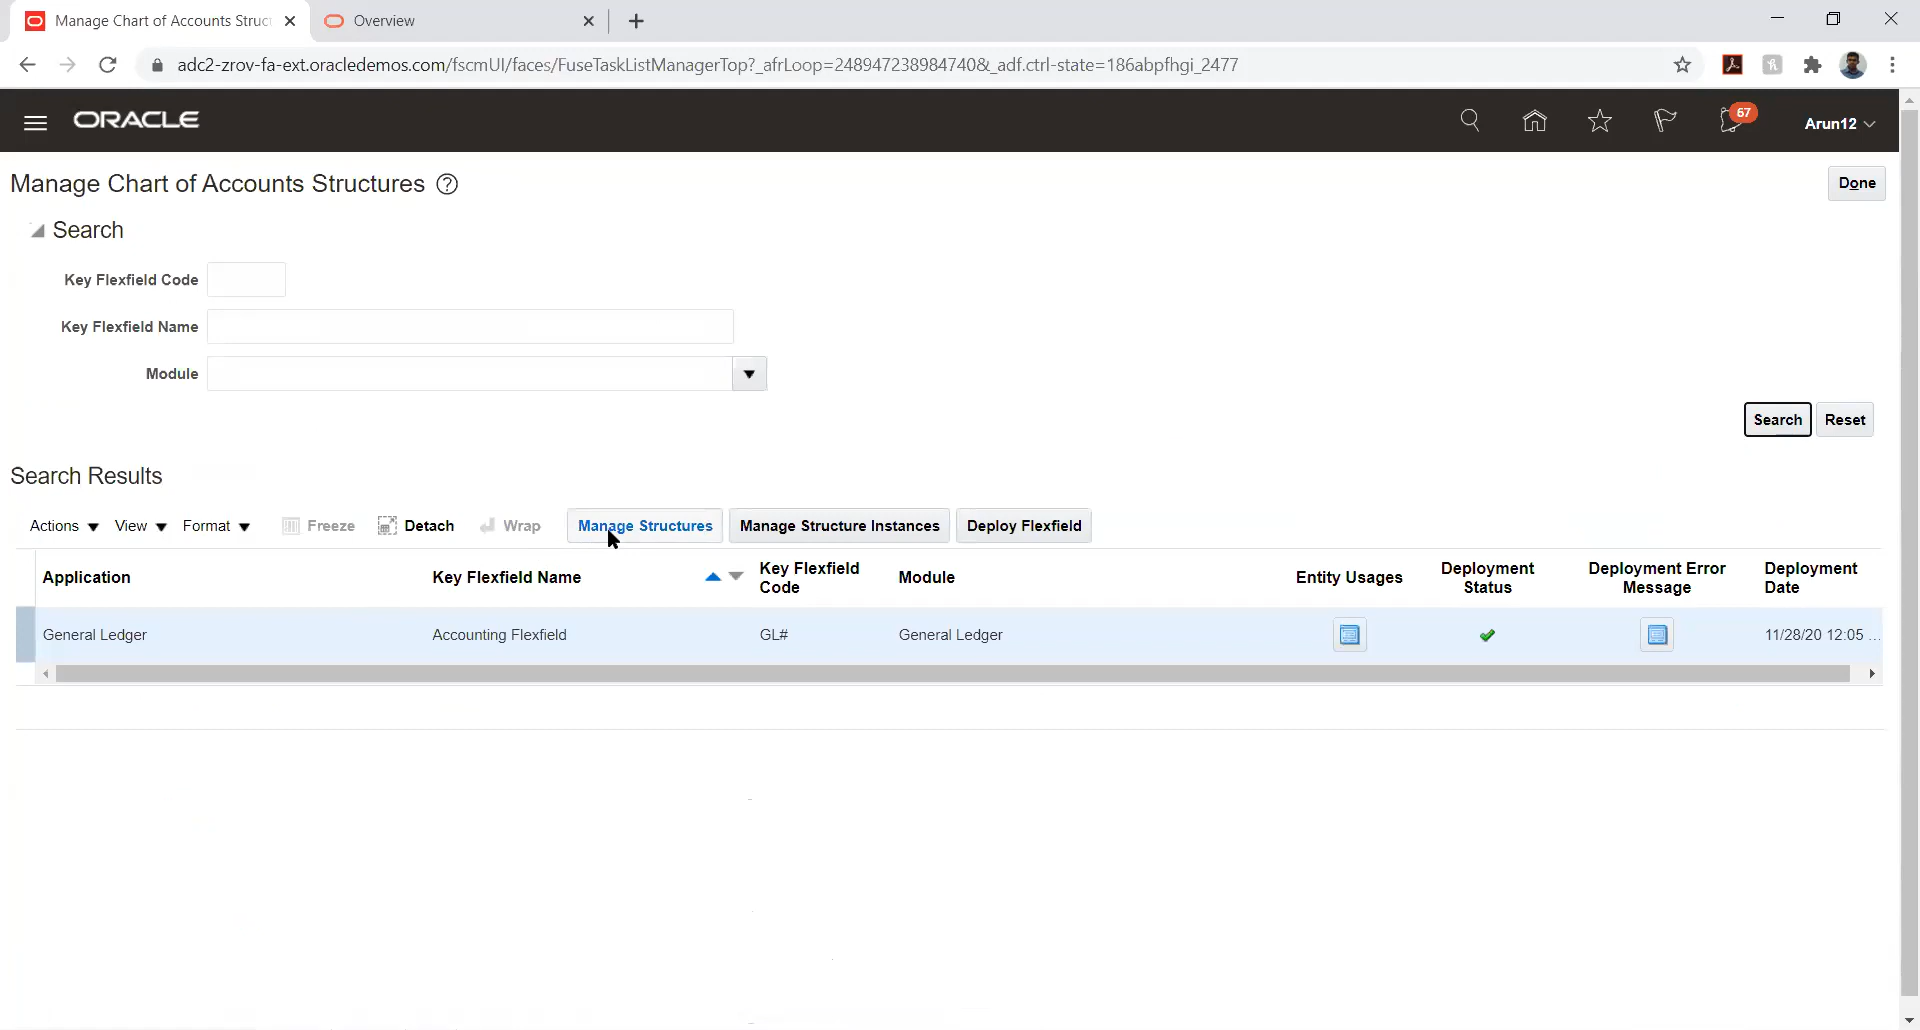 Manage Chart of Accounts Struct
Overview
adc2-zrov-fa-ext.oracledemos.com/fscmUI/faces/FuseTaskListManagerTop?_afrLoop=2489472389847408&_adf.ctrl-state=186abpfhgi_2477
ORACLE
67
Arun12
Manage Chart of Accounts Structures
Done
Search
Key Flexfield Code
Key Flexfield Name
Module
Search Reset
Search Results
Actions View Format Freeze Detach Wrap Manage Structures Manage Structure Instances Deploy Flexfield
Application Key Flexfield Name Key Flexfield Code Module Entity Usages Deployment Status Deployment Error Message Deployment Date
General Ledger Accounting Flexfield GL# General Ledger 11/28/20 12:05 ...